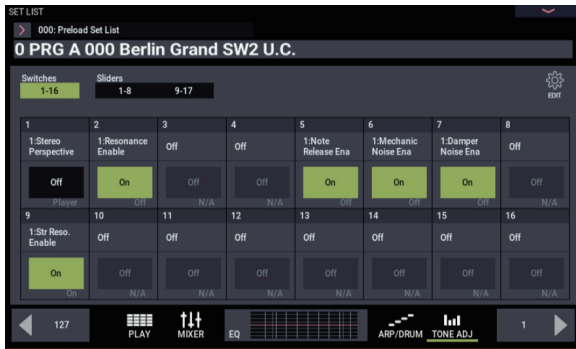 SET LIST
000: Preload Set List
0 PRG A 000 Berlin Grand SW2 U.C.
Switches Sliders
1-16 1-8 9-17
EDIT
1 2 3 4 5 6 7 8
1:Stereo Perspective 1:Resonance Enable Off Off 1:Note Release Ena 1:Mechanic Noise Ena 1:Damper Noise Ena Off
Off On Off Off On On On Off
Player Off N/A N/A Off Off Off N/A
9 10 11 12 13 14 15 16
1:Str Reso. Enable Off Off Off Off Off Off Off
On Off Off Off Off Off Off Off
On N/A N/A N/A N/A N/A N/A N/A
127 PLAY MIXER EQ ARP/DRUM TONE ADJ 1